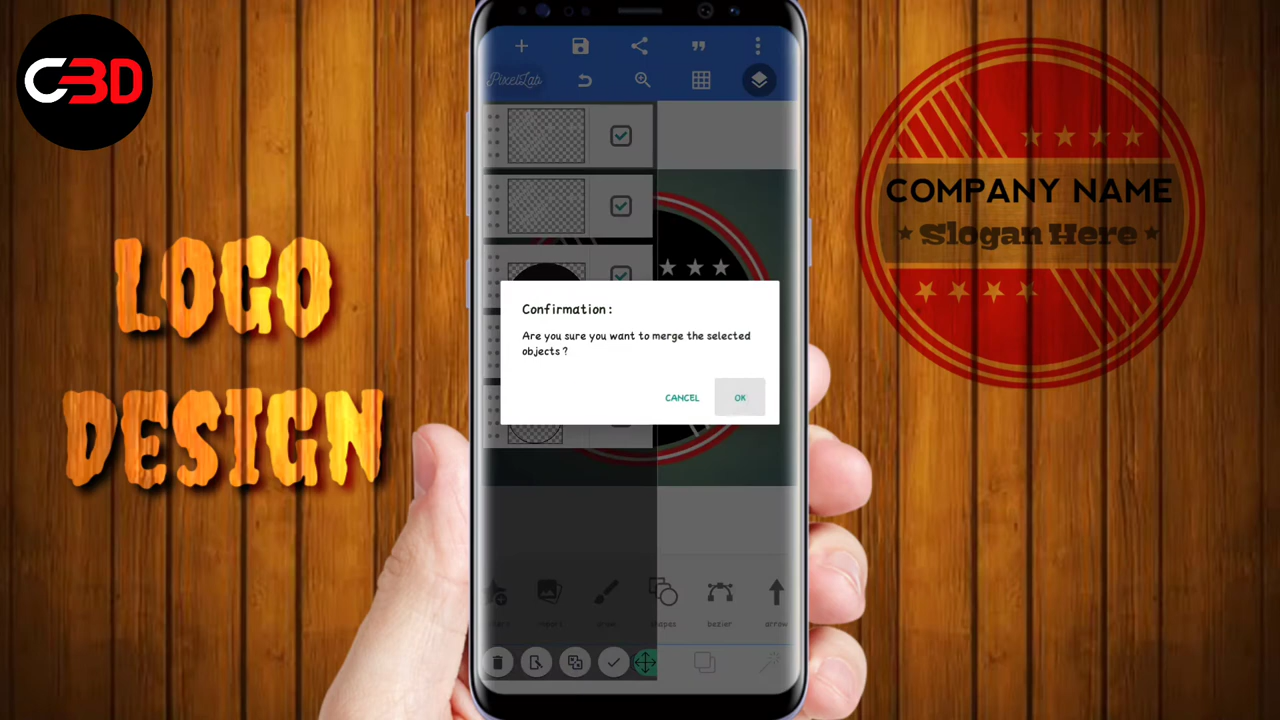 C3D
PixelLab
LOGO
DESIGN
COMPANY NAME
Slogan Here
Confirmation :
Are you sure you want to merge the selected
objects ?
CANCEL
OK
shapes
bezier
arrow